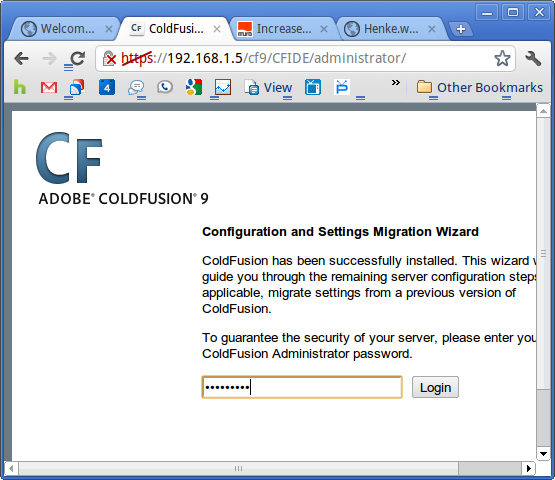 Welcom...
ColdFusi...
Increase...
Henke.w...
https://192.168.1.5/cf9/CFIDE/administrator/
4
View
»
Other Bookmarks
CF
ADOBE® COLDFUSION® 9
Configuration and Settings Migration Wizard
ColdFusion has been successfully installed. This wizard w
guide you through the remaining server configuration steps
applicable, migrate settings from a previous version of
ColdFusion.
To guarantee the security of your server, please enter you
ColdFusion Administrator password.
•••••••••
Login